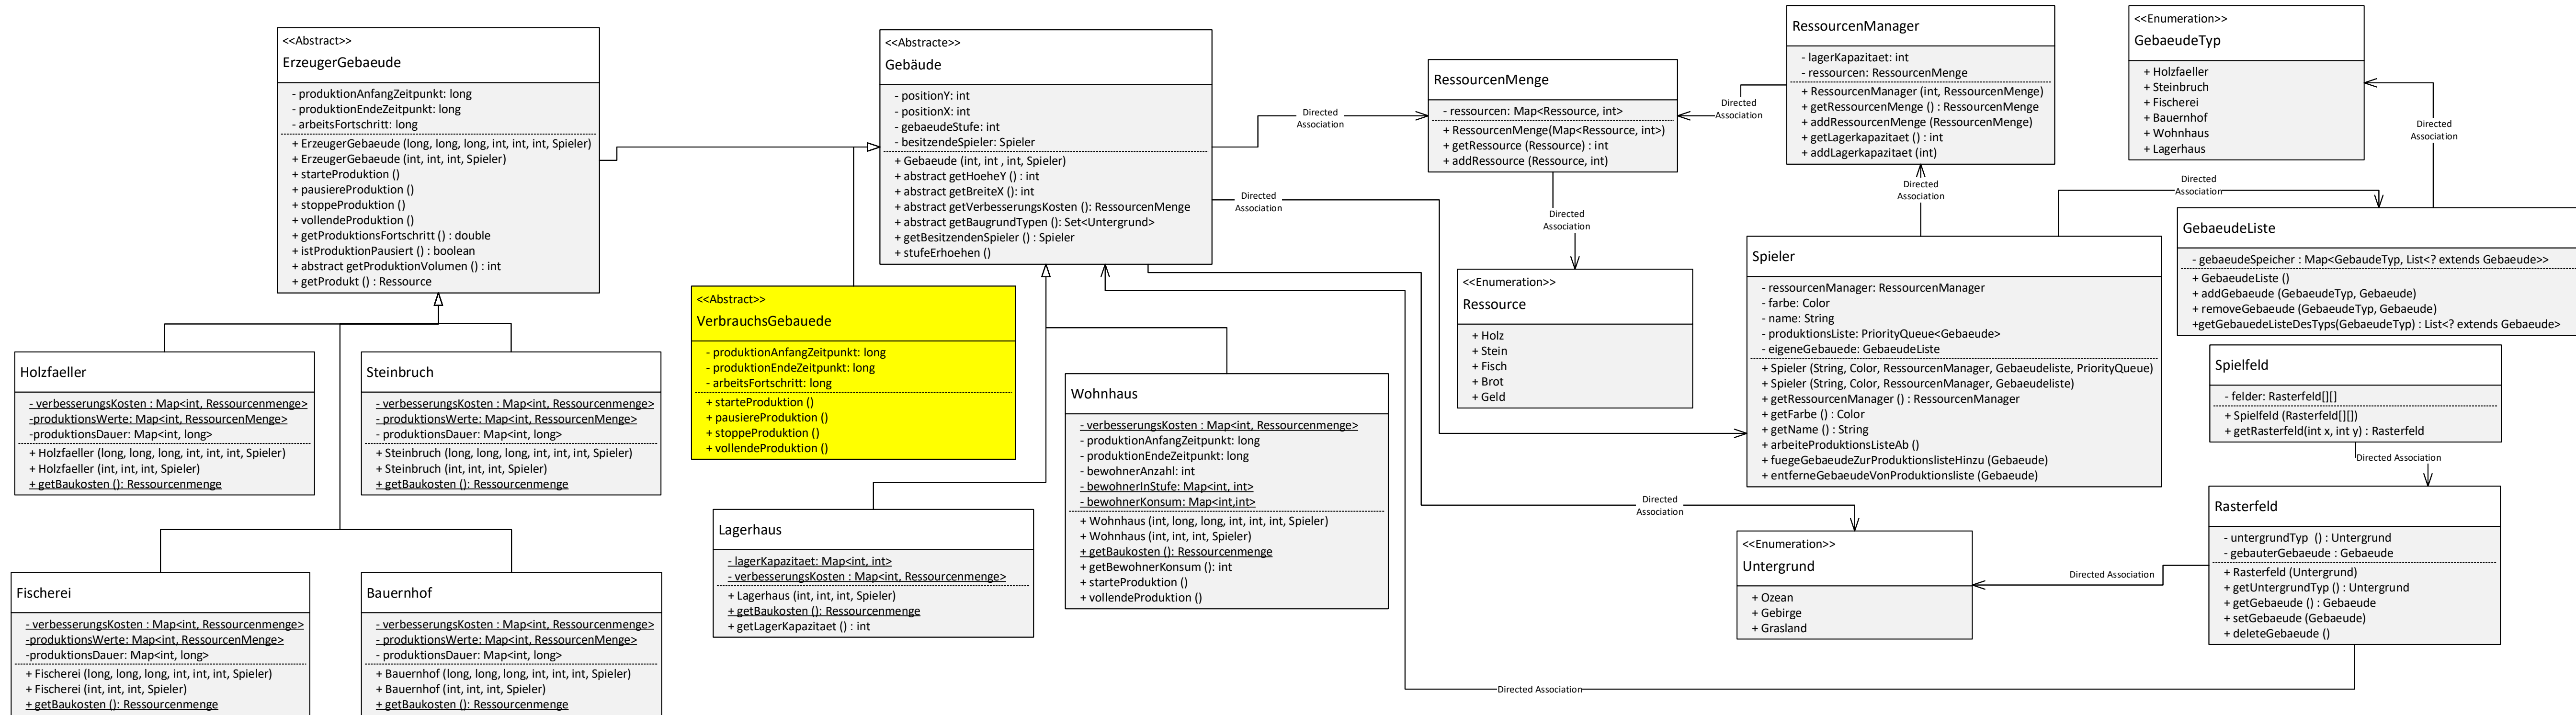 <<Abstract>>
ErzeugerGebaeude
- produktionAnfangZeitpunkt: long
- produktionEndeZeitpunkt: long
- arbeitsFortschritt: long
+ ErzeugerGebaeude (long, long, long, int, int, int, Spieler)
+ ErzeugerGebaeude (int, int, int, Spieler)
+ starteProduktion ()
+ pausiereProduktion ()
+ stoppeProduktion ()
+ vollendeProduktion ()
+ getProduktionsFortschritt () : double
+ istProduktionPausiert () : boolean
+ abstract getProduktionVolumen () : int
+ getProdukt () : Ressource
<<Abstracte>>
Gebäude
- positionY: int
- positionX: int
- gebaeudeStufe: int
- besitzendeSpieler: Spieler
+ Gebaeude (int, int , int, Spieler)
+ abstract getHoeheY () : int
+ abstract getBreiteX (): int
+ abstract getVerbesserungsKosten (): RessourcenMenge
+ abstract getBaugrundTypen (): Set<Untergrund>
+ getBesitzendenSpieler () : Spieler
+ stufeErhoehen ()
Directed
Association
Directed
Association
RessourcenMenge
- ressourcen: Map<Ressource, int>
+ RessourcenMenge(Map<Ressource, int>)
+ getRessource (Ressource) : int
+ addRessource (Ressource, int)
Directed
Association
Directed
Association
RessourcenManager
- lagerKapazitaet: int
- ressourcen: RessourcenMenge
+ RessourcenManager (int, RessourcenMenge)
+ getRessourcenMenge () : RessourcenMenge
+ addRessourcenMenge (RessourcenMenge)
+ getLagerkapazitaet () : int
+ addLagerkapazitaet (int)
Directed
Association
<<Enumeration>>
GebaeudeTyp
+ Holzfaeller
+ Steinbruch
+ Fischerei
+ Bauernhof
+ Wohnhaus
+ Lagerhaus
Directed
Association
Directed
Association
GebaeudeListe
- gebaeudeSpeicher : Map<GebaudeTyp, List<? extends Gebaeude>>
+ GebaeudeListe ()
+ addGebaeude (GebaeudeTyp, Gebaeude)
+ removeGebaeude (GebaeudeTyp, Gebaeude)
+getGebaeudeListeDesTyps(GebaeudeTyp) : List<? extends Gebaeude>
<<Enumeration>>
Ressource
+ Holz
+ Stein
+ Fisch
+ Brot
+ Geld
Spieler
- ressourcenManager: RessourcenManager
- farbe: Color
- name: String
- produktionsListe: PriorityQueue<Gebaeude>
- eigeneGebauede: GebaeudeListe
+ Spieler (String, Color, RessourcenManager, Gebaeudeliste, PriorityQueue)
+ Spieler (String, Color, RessourcenManager, Gebaeudeliste)
+ getRessourcenManager () : RessourcenManager
+ getFarbe () : Color
+ getName () : String
+ arbeiteProduktionsListeAb ()
+ fuegeGebaeudeZurProduktionslisteHinzu (Gebaeude)
+ entferneGebaeudeVonProduktionsliste (Gebaeude)
<<Abstract>>
VerbrauchsGebauede
- produktionAnfangZeitpunkt: long
- produktionEndeZeitpunkt: long
- arbeitsFortschritt: long
+ starteProduktion ()
+ pausiereProduktion ()
+ stoppeProduktion ()
+ vollendeProduktion ()
Holzfaeller
- verbesserungsKosten : Map<int, Ressourcenmenge>
-produktionsWerte: Map<int, RessourcenMenge>
-produktionsDauer: Map<int, long>
+ Holzfaeller (long, long, long, int, int, int, Spieler)
+ Holzfaeller (int, int, int, Spieler)
+ getBaukosten (): Ressourcenmenge
Steinbruch
- verbesserungsKosten : Map<int, Ressourcenmenge>
- produktionsWerte: Map<int, RessourcenMenge>
- produktionsDauer: Map<int, long>
+ Steinbruch (long, long, long, int, int, int, Spieler)
+ Steinbruch (int, int, int, Spieler)
+ getBaukosten (): Ressourcenmenge
Wohnhaus
- verbesserungsKosten : Map<int, Ressourcenmenge>
- produktionAnfangZeitpunkt: long
- produktionEndeZeitpunkt: long
- bewohnerAnzahl: int
- bewohnerInStufe: Map<int, int>
- bewohnerKonsum: Map<int,int>
+ Wohnhaus (int, long, long, int, int, int, Spieler)
+ Wohnhaus (int, int, int, Spieler)
+ getBaukosten (): Ressourcenmenge
+ getBewohnerKonsum (): int
+ starteProduktion ()
+ vollendeProduktion ()
Spielfeld
- felder: Rasterfeld[][]
+ Spielfeld (Rasterfeld[][])
+ getRasterfeld(int x, int y) : Rasterfeld
Directed Association
Lagerhaus
- lagerKapazitaet: Map<int, int>
- verbesserungsKosten : Map<int, Ressourcenmenge>
+ Lagerhaus (int, int, int, Spieler)
+ getBaukosten (): Ressourcenmenge
+ getLagerKapazitaet () : int
Directed
Association
<<Enumeration>>
Untergrund
+ Ozean
+ Gebirge
+ Grasland
Directed Association
Rasterfeld
- untergrundTyp  () : Untergrund
- gebauterGebaeude : Gebaeude
+ Rasterfeld (Untergrund)
+ getUntergrundTyp () : Untergrund
+ getGebaeude () : Gebaeude
+ setGebaeude (Gebaeude)
+ deleteGebaeude ()
Fischerei
- verbesserungsKosten : Map<int, Ressourcenmenge>
-produktionsWerte: Map<int, RessourcenMenge>
-produktionsDauer: Map<int, long>
+ Fischerei (long, long, long, int, int, int, Spieler)
+ Fischerei (int, int, int, Spieler)
+ getBaukosten (): Ressourcenmenge
Bauernhof
- verbesserungsKosten : Map<int, Ressourcenmenge>
- produktionsWerte: Map<int, RessourcenMenge>
- produktionsDauer: Map<int, long>
+ Bauernhof (long, long, long, int, int, int, Spieler)
+ Bauernhof (int, int, int, Spieler)
+ getBaukosten (): Ressourcenmenge
Directed Association